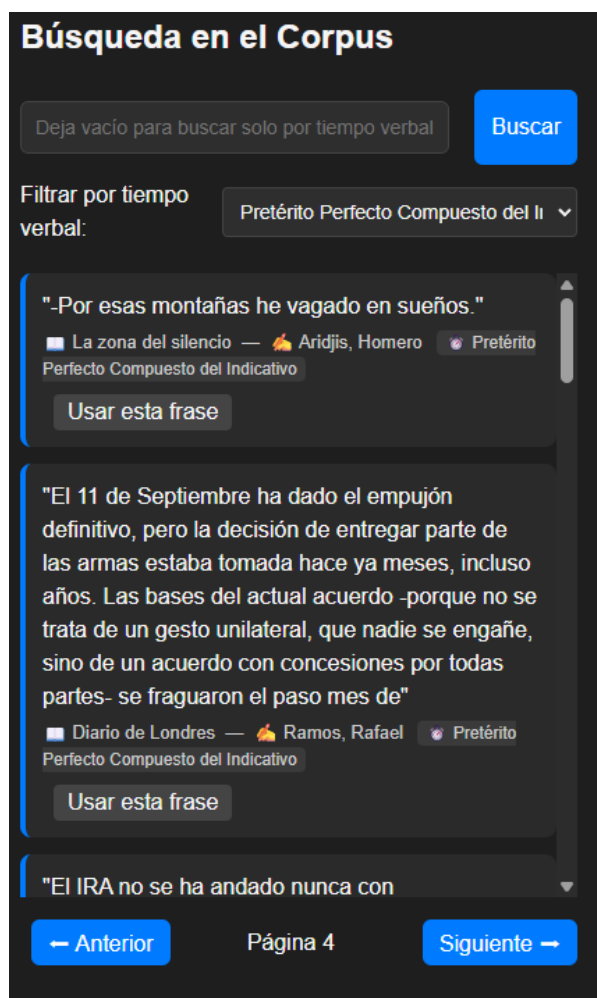 Búsqueda en el Corpus
Deja vacío para buscar solo por tiempo verbal
Buscar
Filtrar por tiempo
verbal:
Pretérito Perfecto Compuesto del I
"-Por esas montañas he vagado en sueños."
La zona del silencio — Aridjis, Homero Pretérito
Perfecto Compuesto del Indicativo
Usar esta frase
"El 11 de Septiembre ha dado el empujón
definitivo, pero la decisión de entregar parte de
las armas estaba tomada hace ya meses, incluso
años. Las bases del actual acuerdo -porque no se
trata de un gesto unilateral, que nadie se engañe,
sino de un acuerdo con concesiones por todas
partes- se fraguaron el paso mes de"
Diario de Londres — Ramos, Rafael Pretérito
Perfecto Compuesto del Indicativo
Usar esta frase
"El IRA no se ha andado nunca con
← Anterior
Página 4
Siguiente →